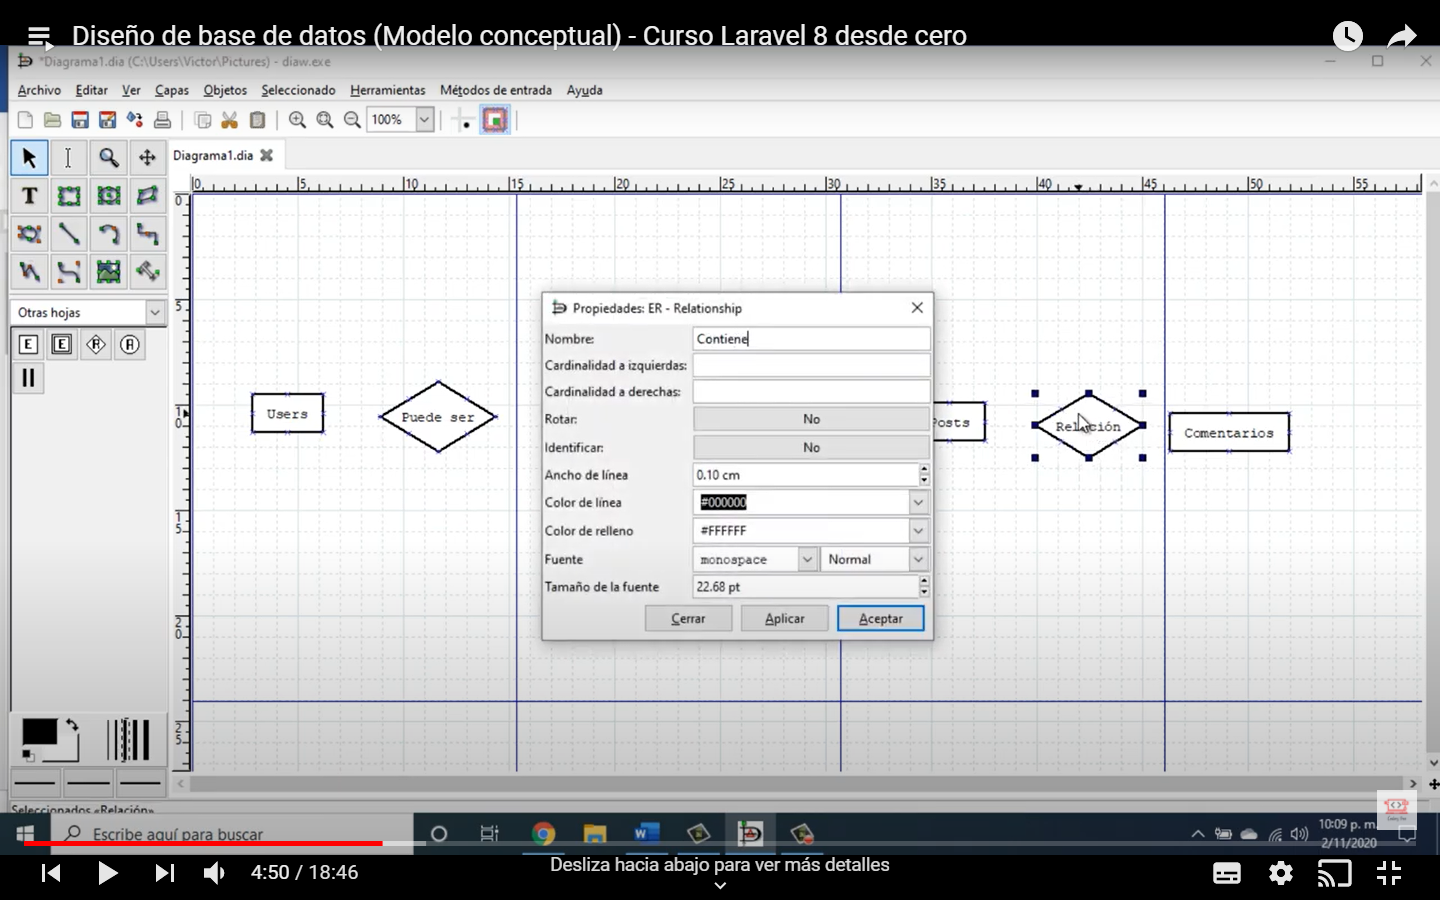 Diseño de base de datos (Modelo conceptual) - Curso Laravel 8 desde cero
*Diagrama1.dia (C:\Users\Victor\Pictures) - diaw.exe
Archivo Editar Ver Capas Objetos Seleccionado Herramientas Métodos de entrada Ayuda
100%
Diagrama1.dia
0 5 10 15 20 25 30 35 40 45 50 55
0
5
10
15
20
25
T
Otras hojas
E E R A
Propiedades: ER - Relationship
Nombre: Contiene
Cardinalidad a izquierdas:
Cardinalidad a derechas:
Rotar: No
Identificar: No
Ancho de línea 0.10 cm
Color de línea #000000
Color de relleno #FFFFFF
Fuente monospace Normal
Tamaño de la fuente 22.68 pt
Cerrar Aplicar Aceptar
Users
Puede ser
Posts
Relación
Comentarios
Seleccionados «Relación»
Escribe aquí para buscar
10:09 p. m.
2/11/2020
4:50 / 18:46
Desliza hacia abajo para ver más detalles